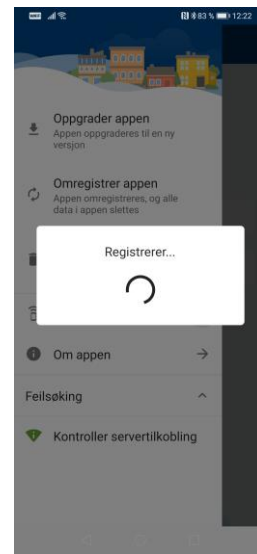 83 % 12:22
Oppgrader appen
Appen oppgraderes til en ny
versjon
Omregistrer appen
Appen omregistreres, og alle
data i appen slettes
Registrerer...
Om appen
Feilsøking
Kontroller servertilkobling